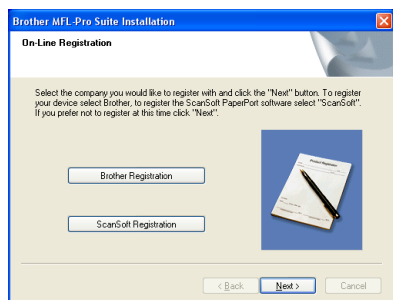 Brother MFL-Pro Suite Installation
On-Line Registration
Select the company you would like to register with and click the "Next" button. To register
your device select Brother, to register the ScanSoft PaperPort software select "ScanSoft".
If you prefer not to register at this time click "Next".
Product Registration
Brother Registration
ScanSoft Registration
< Back
Next >
Cancel